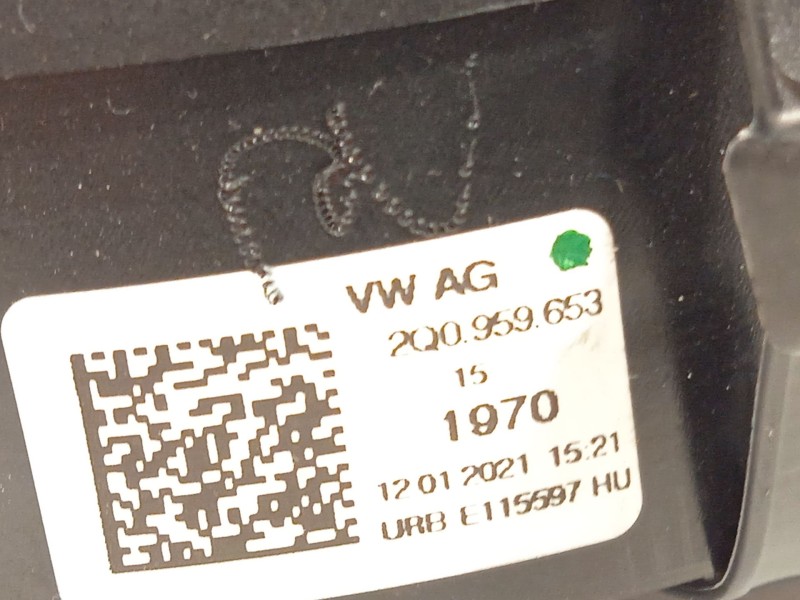 VW AG
2Q0.959.653
15
1970
12 01 2021 15:21
URB E115597 HU